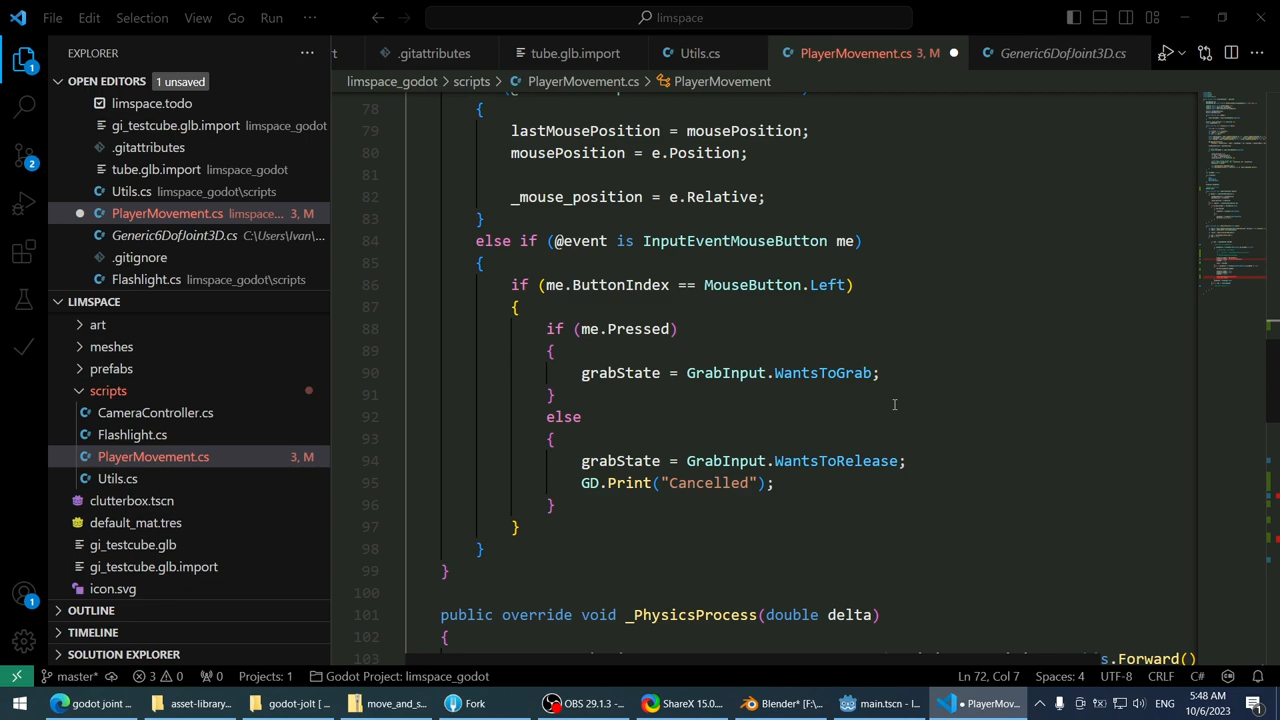 File Edit Selection View Go Run ··· limspace
EXPLORER ··· .gitattributes tube.glb.import Utils.cs PlayerMovement.cs 3, M Generic6DofJoint3D.cs
OPEN EDITORS 1 unsaved
limspace_godot > scripts > PlayerMovement.cs > PlayerMovement
limspace.todo
gi_testcube.glb.import limspace_godot
.gitattributes
tube.glb.import limspace_godot
Utils.cs limspace_godot\scripts
PlayerMovement.cs limspace... 3, M
Generic6DofJoint3D.cs C:\Users\Ivan\...
.gitignore
Flashlight.cs limspace_godot\scripts
LIMSPACE
art
meshes
prefabs
scripts
CameraController.cs
Flashlight.cs
PlayerMovement.cs 3, M
Utils.cs
clutterbox.tscn
default_mat.tres
gi_testcube.glb
gi_testcube.glb.import
icon.svg
OUTLINE
TIMELINE
SOLUTION EXPLORER
78 {
79 lastMousePosition = mousePosition;
80 mousePosition = e.Position;
81
82 _mouse_position = e.Relative;
83 }
84 else if (@event is InputEventMouseButton me)
85 {
86 if (me.ButtonIndex == MouseButton.Left)
87 {
88 if (me.Pressed)
89 {
90 grabState = GrabInput.WantsToGrab;
91 }
92 else
93 {
94 grabState = GrabInput.WantsToRelease;
95 GD.Print("Cancelled");
96 }
97 }
98 }
99 }
100
101 public override void _PhysicsProcess(double delta)
102 {
103 s.Forward()
master* 3 0 0 Projects: 1 Godot Project: limspace_godot Ln 72, Col 7 Spaces: 4 UTF-8 CRLF C#
godot joint ... asset-library... godot-jolt [ ... move_and_s... Fork OBS 29.1.3 -... ShareX 15.0... Blender* [F:\... main.tscn - l... • PlayerMov... ENG 5:48 AM
10/6/2023
1
1
2
1